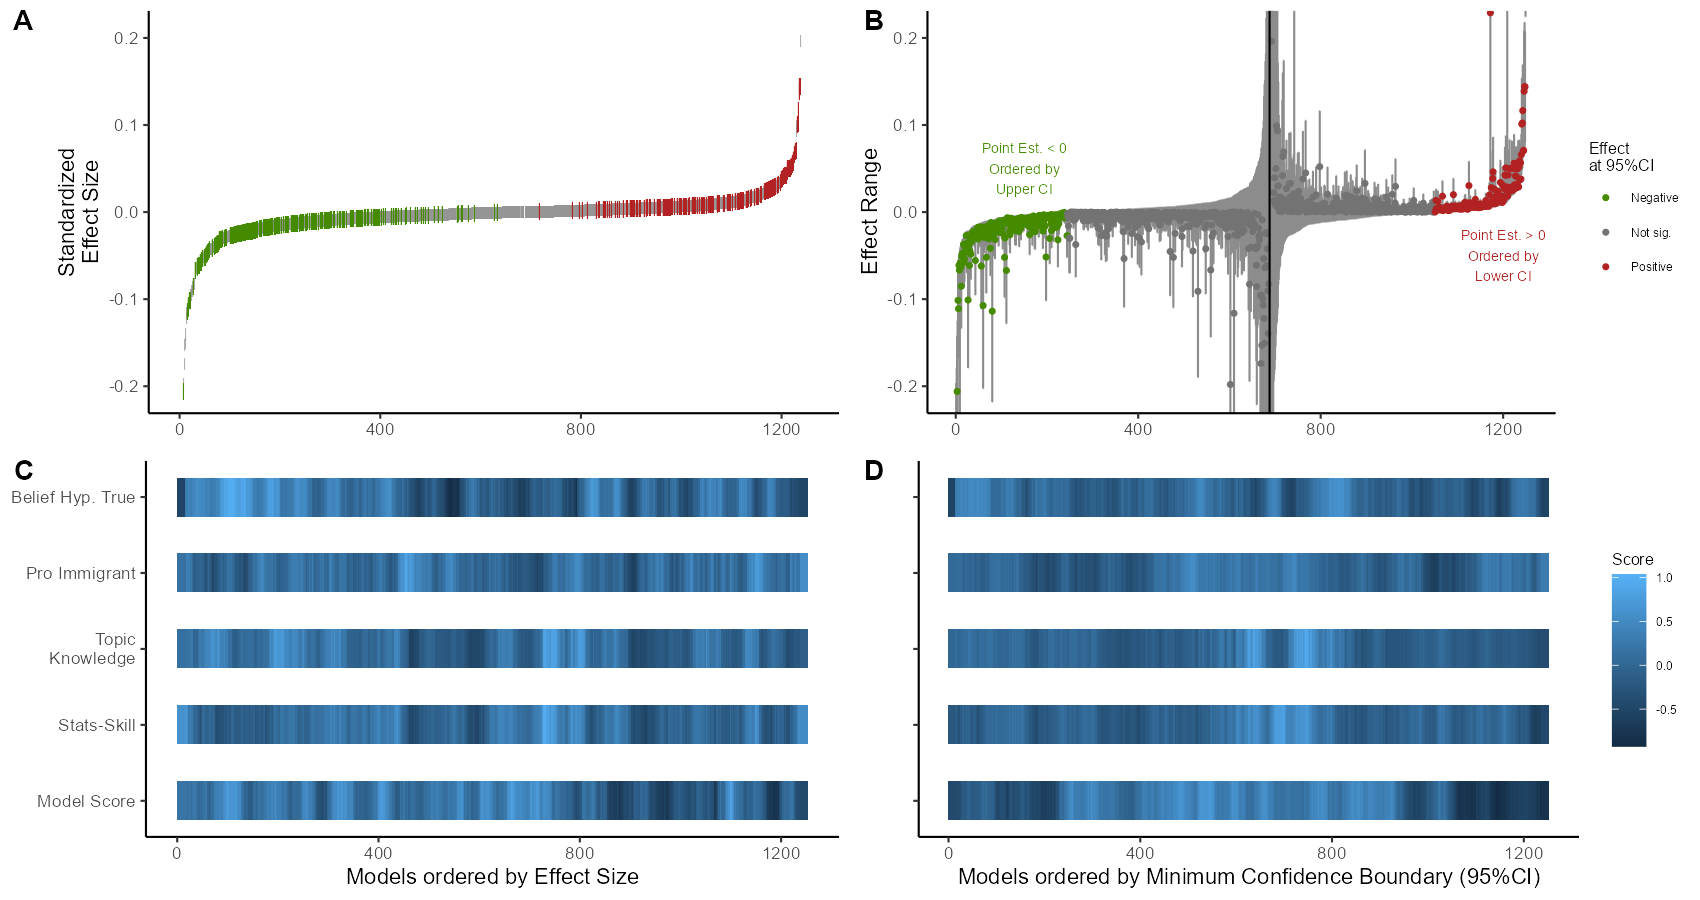 A
0.2
0.1
0.0
-0.1
-0.2
Standardized
Effect Size
0
400
800
1200
B
0.2
0.1
0.0
-0.1
-0.2
Effect Range
Point Est. < 0
Ordered by
Upper CI
Point Est. > 0
Ordered by
Lower CI
0
400
800
1200
Effect
at 95%CI
Negative
Not sig.
Positive
C
Belief Hyp. True
Pro Immigrant
Topic
Knowledge
Stats-Skill
Model Score
0
400
800
1200
Models ordered by Effect Size
D
0
400
800
1200
Models ordered by Minimum Confidence Boundary (95%CI)
Score
1.0
0.5
0.0
-0.5